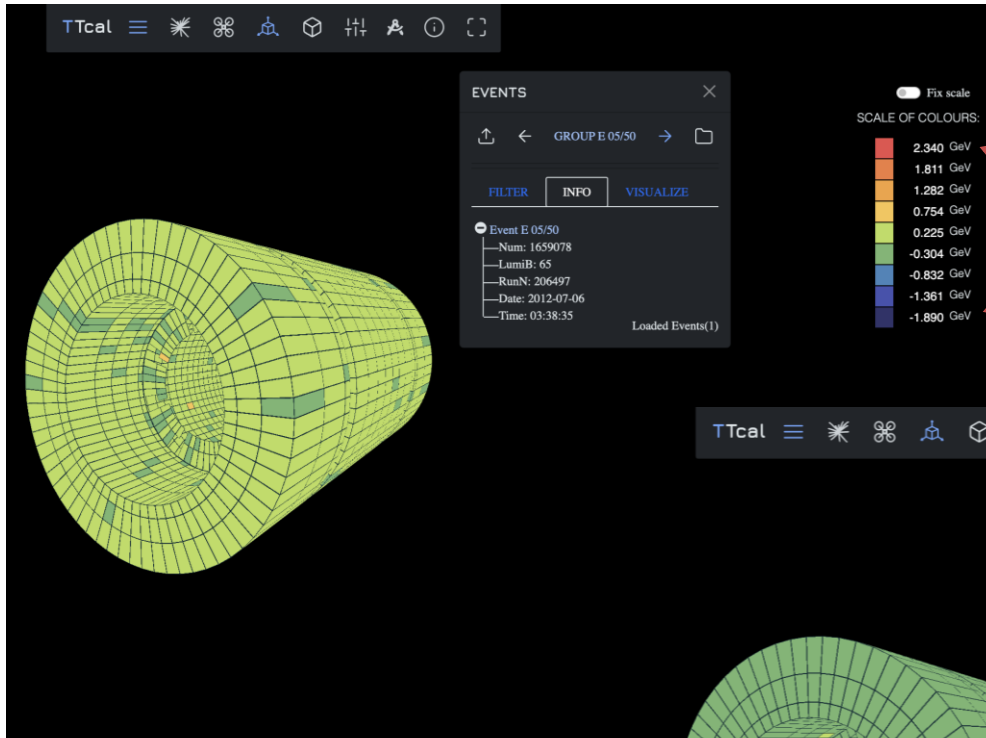 TTcal
EVENTS
GROUP E 05/50
FILTER INFO VISUALIZE
Event E 05/50
Num: 1659078
LumiB: 65
RunN: 206497
Date: 2012-07-06
Time: 03:38:35
Loaded Events(1)
Fix scale
SCALE OF COLOURS:
2.340 GeV
1.811 GeV
1.282 GeV
0.754 GeV
0.225 GeV
-0.304 GeV
-0.832 GeV
-1.361 GeV
-1.890 GeV
TTcal